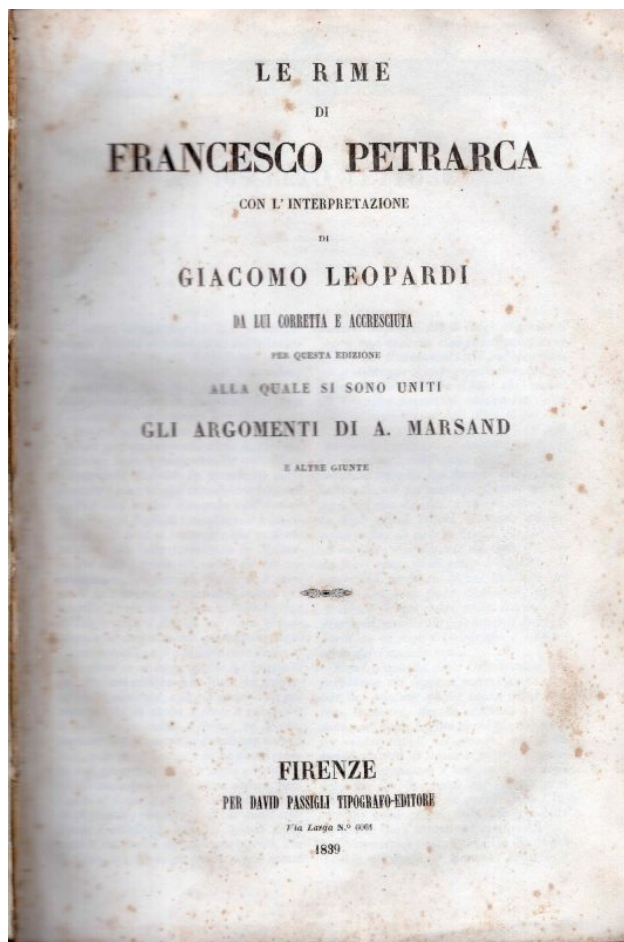 LE RIME
DI
FRANCESCO PETRARCA
CON L' INTERPRETAZIONE
DI
GIACOMO LEOPARDI
DA LUI CORRETTA E ACCRESCIUTA
PER QUESTA EDIZIONE
ALLA QUALE SI SONO UNITI
GLI ARGOMENTI DI A. MARSAND
E ALTRE GIUNTE
FIRENZE
PER DAVID PASSIGLI TIPOGRAFO-EDITORE
Via Larga N.º
1839